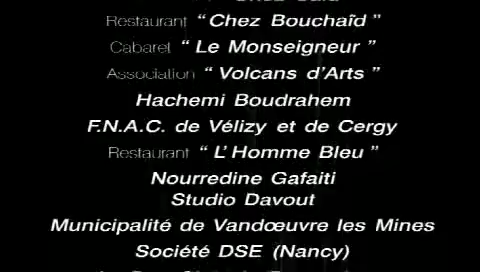 Restaurant “ Chez Bouchaïd ”
Cabaret “ Le Monseigneur ”
Association “ Volcans d’Arts ”
Hachemi Boudrahem
F.N.A.C. de Vélizy et de Cergy
Restaurant “ L’Homme Bleu ”
Nourredine Gafaiti
Studio Davout
Municipalité de Vandœuvre les Mines
Société DSE (Nancy)